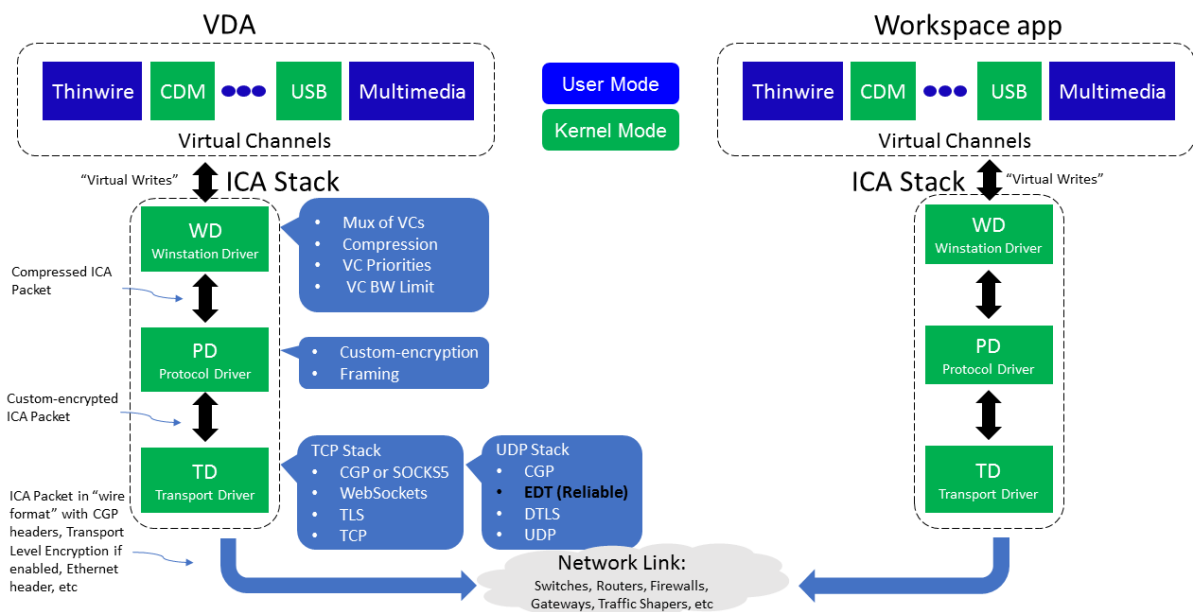 VDA
Thinwire
CDM
USB
Multimedia
Virtual Channels
User Mode
Kernel Mode
Workspace app
Thinwire
CDM
USB
Multimedia
Virtual Channels
“Virtual Writes”
ICA Stack
WD
Winstation Driver
• Mux of VCs
• Compression
• VC Priorities
• VC BW Limit
Compressed ICA
Packet
PD
Protocol Driver
• Custom-encryption
• Framing
Custom-encrypted
ICA Packet
TD
Transport Driver
TCP Stack
• CGP or SOCKS5
• WebSockets
• TLS
• TCP
UDP Stack
• CGP
• EDT (Reliable)
• DTLS
• UDP
ICA Packet in “wire
format” with CGP
headers, Transport
Level Encryption if
enabled, Ethernet
header, etc
Network Link:
Switches, Routers, Firewalls,
Gateways, Traffic Shapers, etc
ICA Stack
“Virtual Writes”
WD
Winstation Driver
PD
Protocol Driver
TD
Transport Driver